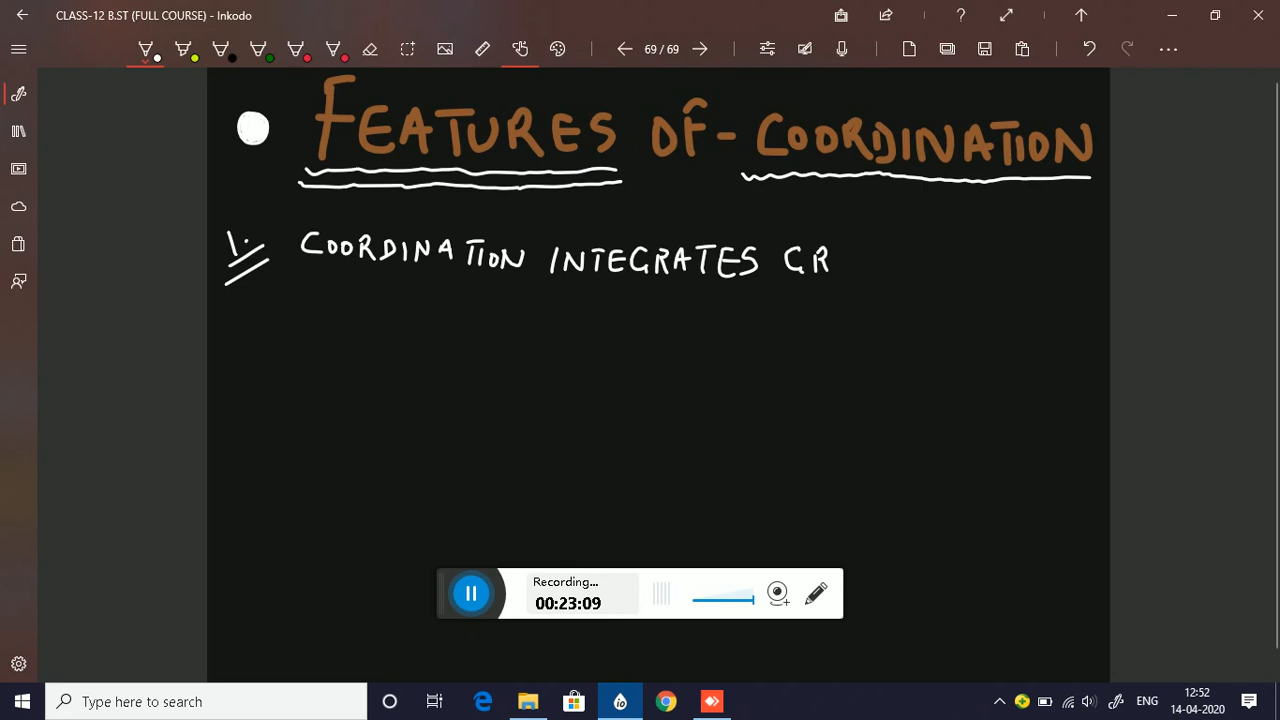 CLASS-12 B.ST (FULL COURSE) - Inkodo
69 / 69
FEATURES OF- COORDINATION
1. COORDINATION INTEGRATES GR
Recording...
00:23:09
Type here to search
ENG
12:52
14-04-2020